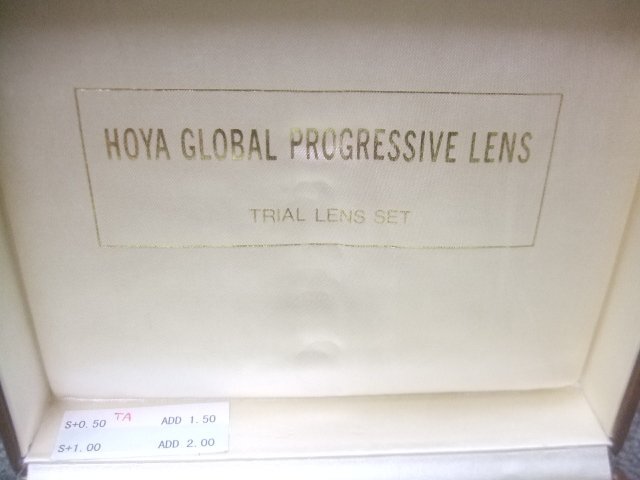 HOYA GLOBAL PROGRESSIVE LENS
TRIAL LENS SET
S+0.50 TA ADD 1.50
S+1.00 ADD 2.00